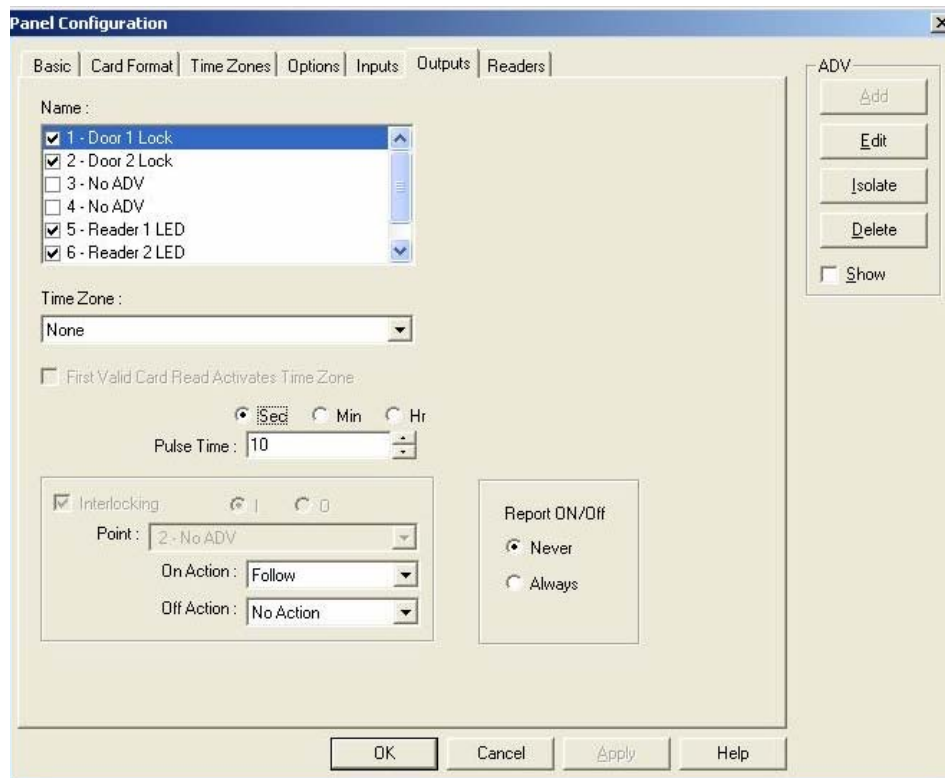 Panel Configuration
Basic Card Format Time Zones Options Inputs Outputs Readers
Name :
1 - Door 1 Lock
2 - Door 2 Lock
3 - No ADV
4 - No ADV
5 - Reader 1 LED
6 - Reader 2 LED
Time Zone :
None
First Valid Card Read Activates Time Zone
Sec Min Hr
Pulse Time : 10
Interlocking I O
Point : 2 - No ADV
On Action : Follow
Off Action : No Action
Report ON/Off
Never
Always
ADV
Add
Edit
Isolate
Delete
Show
OK Cancel Apply Help